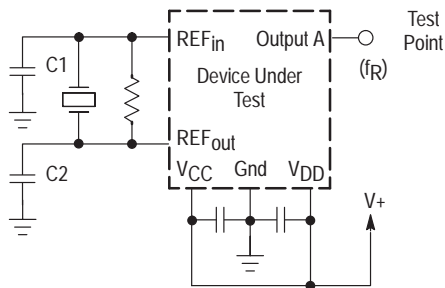 REFin Output A
Test
Point
(fR)
C1
Device Under
Test
REFout
C2
VCC Gnd VDD
V+